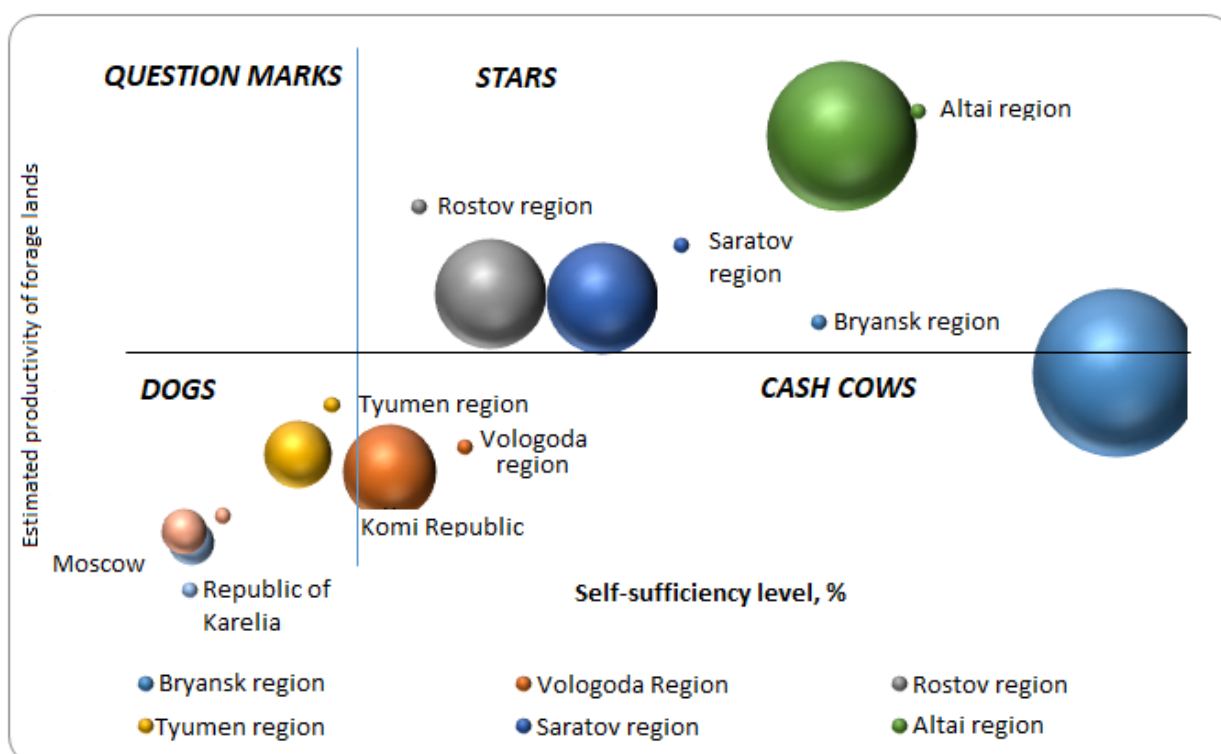 QUESTION MARKS
STARS
Altai region
Rostov region
Saratov
region
Bryansk region
Estimated productivity of forage lands
DOGS
CASH COWS
Tyumen region
Vologoda
region
Komi Republic
Moscow
Republic of
Karelia
Self-sufficiency level, %
Bryansk region
Vologoda Region
Rostov region
Tyumen region
Saratov region
Altai region